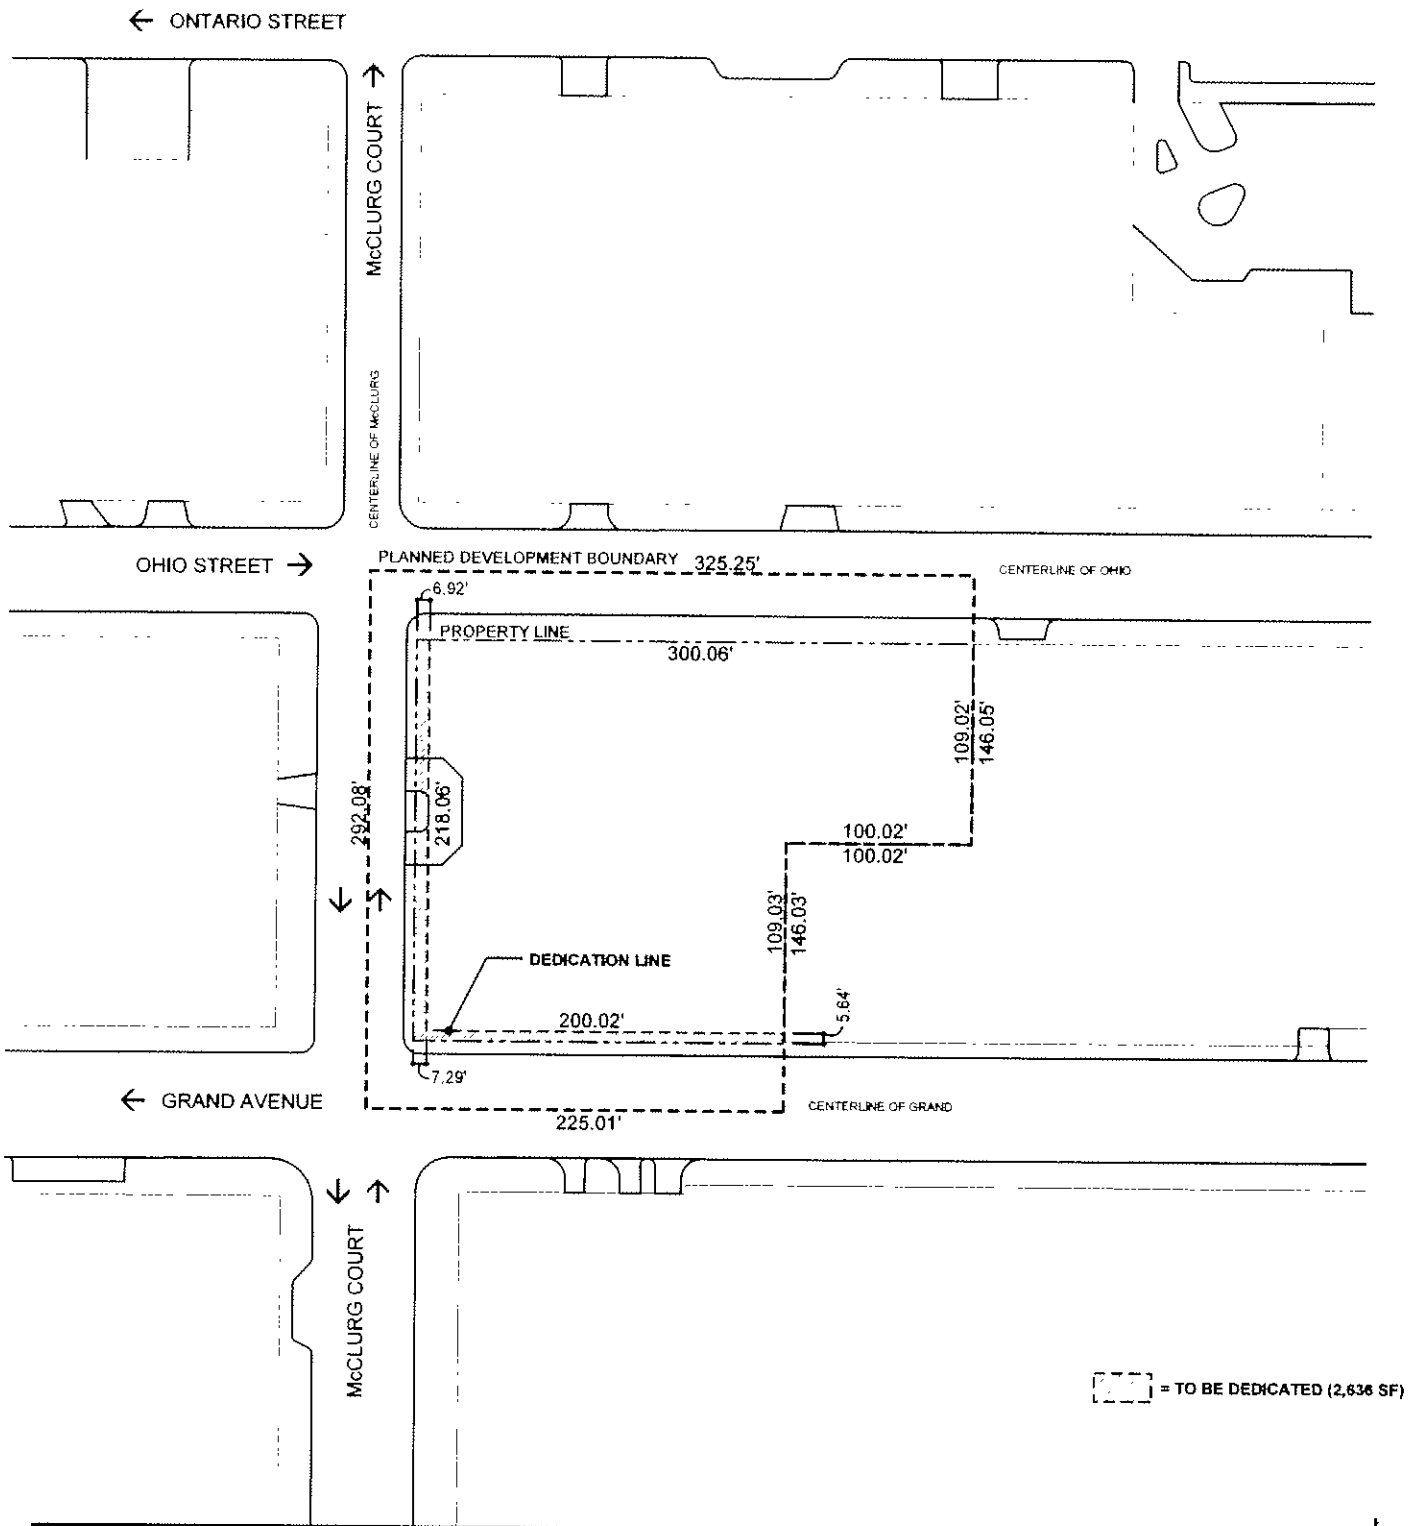 ← ONTARIO STREET
McCLURG COURT
CENTERLINE OF McCLURG
OHIO STREET →
PLANNED DEVELOPMENT BOUNDARY 325.25'
CENTERLINE OF OHIO
6.92'
PROPERTY LINE
300.06'
109.02'
146.05'
292.08'
218.06'
100.02'
100.02'
109.03'
146.03'
DEDICATION LINE
200.02'
5.64'
7.29'
← GRAND AVENUE
CENTERLINE OF GRAND
225.01'
McCLURG COURT
= TO BE DEDICATED (2,636 SF)